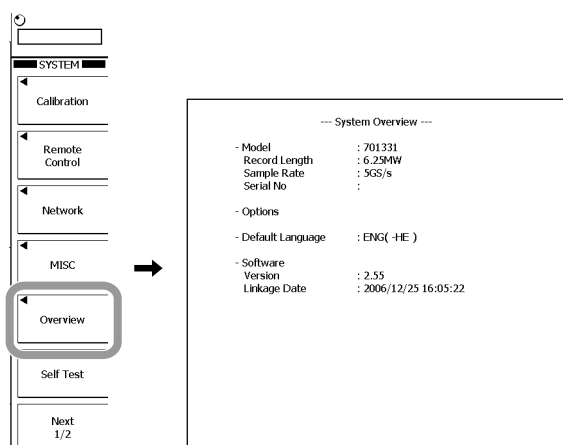 SYSTEM
Calibration
Remote
Control
Network
MISC
Overview
Self Test
Next
1/2
--- System Overview ---
- Model : 701331
Record Length : 6.25MW
Sample Rate : 5GS/s
Serial No :
- Options
- Default Language : ENG( -HE )
- Software
Version : 2.55
Linkage Date : 2006/12/25 16:05:22